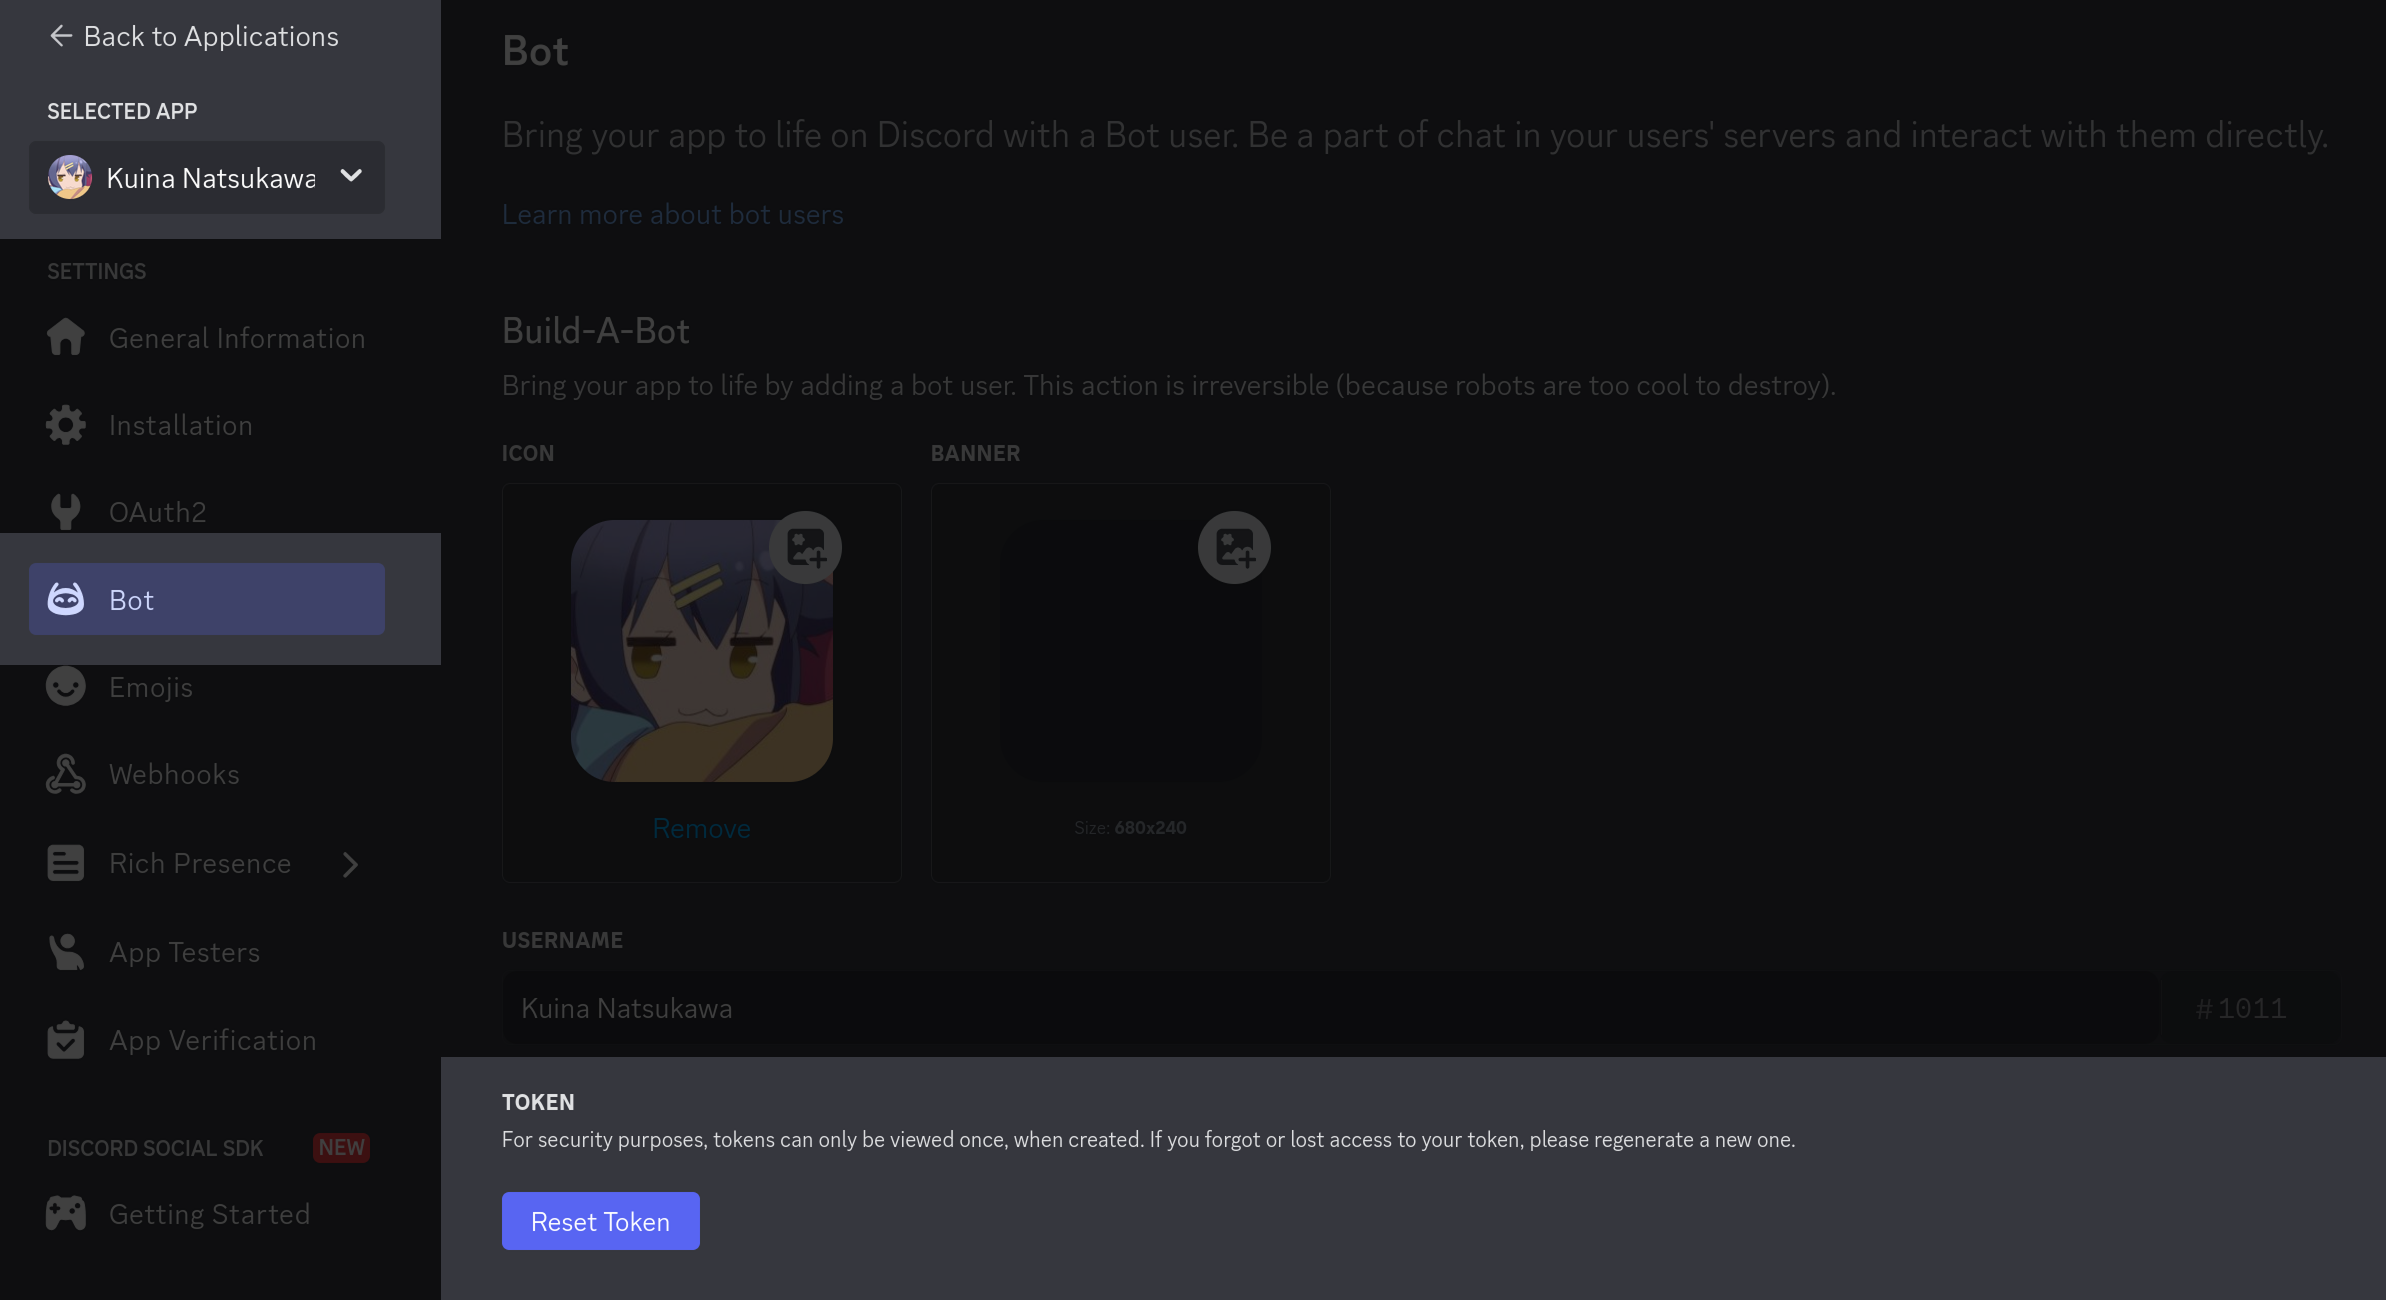 Back to Applications
SELECTED APP
Kuina Natsukawa
SETTINGS
General Information
Installation
OAuth2
Bot
Emojis
Webhooks
Rich Presence
App Testers
App Verification
DISCORD SOCIAL SDK NEW
Getting Started
Bot
Bring your app to life on Discord with a Bot user. Be a part of chat in your users' servers and interact with them directly.
Learn more about bot users
Build-A-Bot
Bring your app to life by adding a bot user. This action is irreversible (because robots are too cool to destroy).
ICON
BANNER
Remove
Size: 680x240
USERNAME
Kuina Natsukawa
#1011
TOKEN
For security purposes, tokens can only be viewed once, when created. If you forgot or lost access to your token, please regenerate a new one.
Reset Token